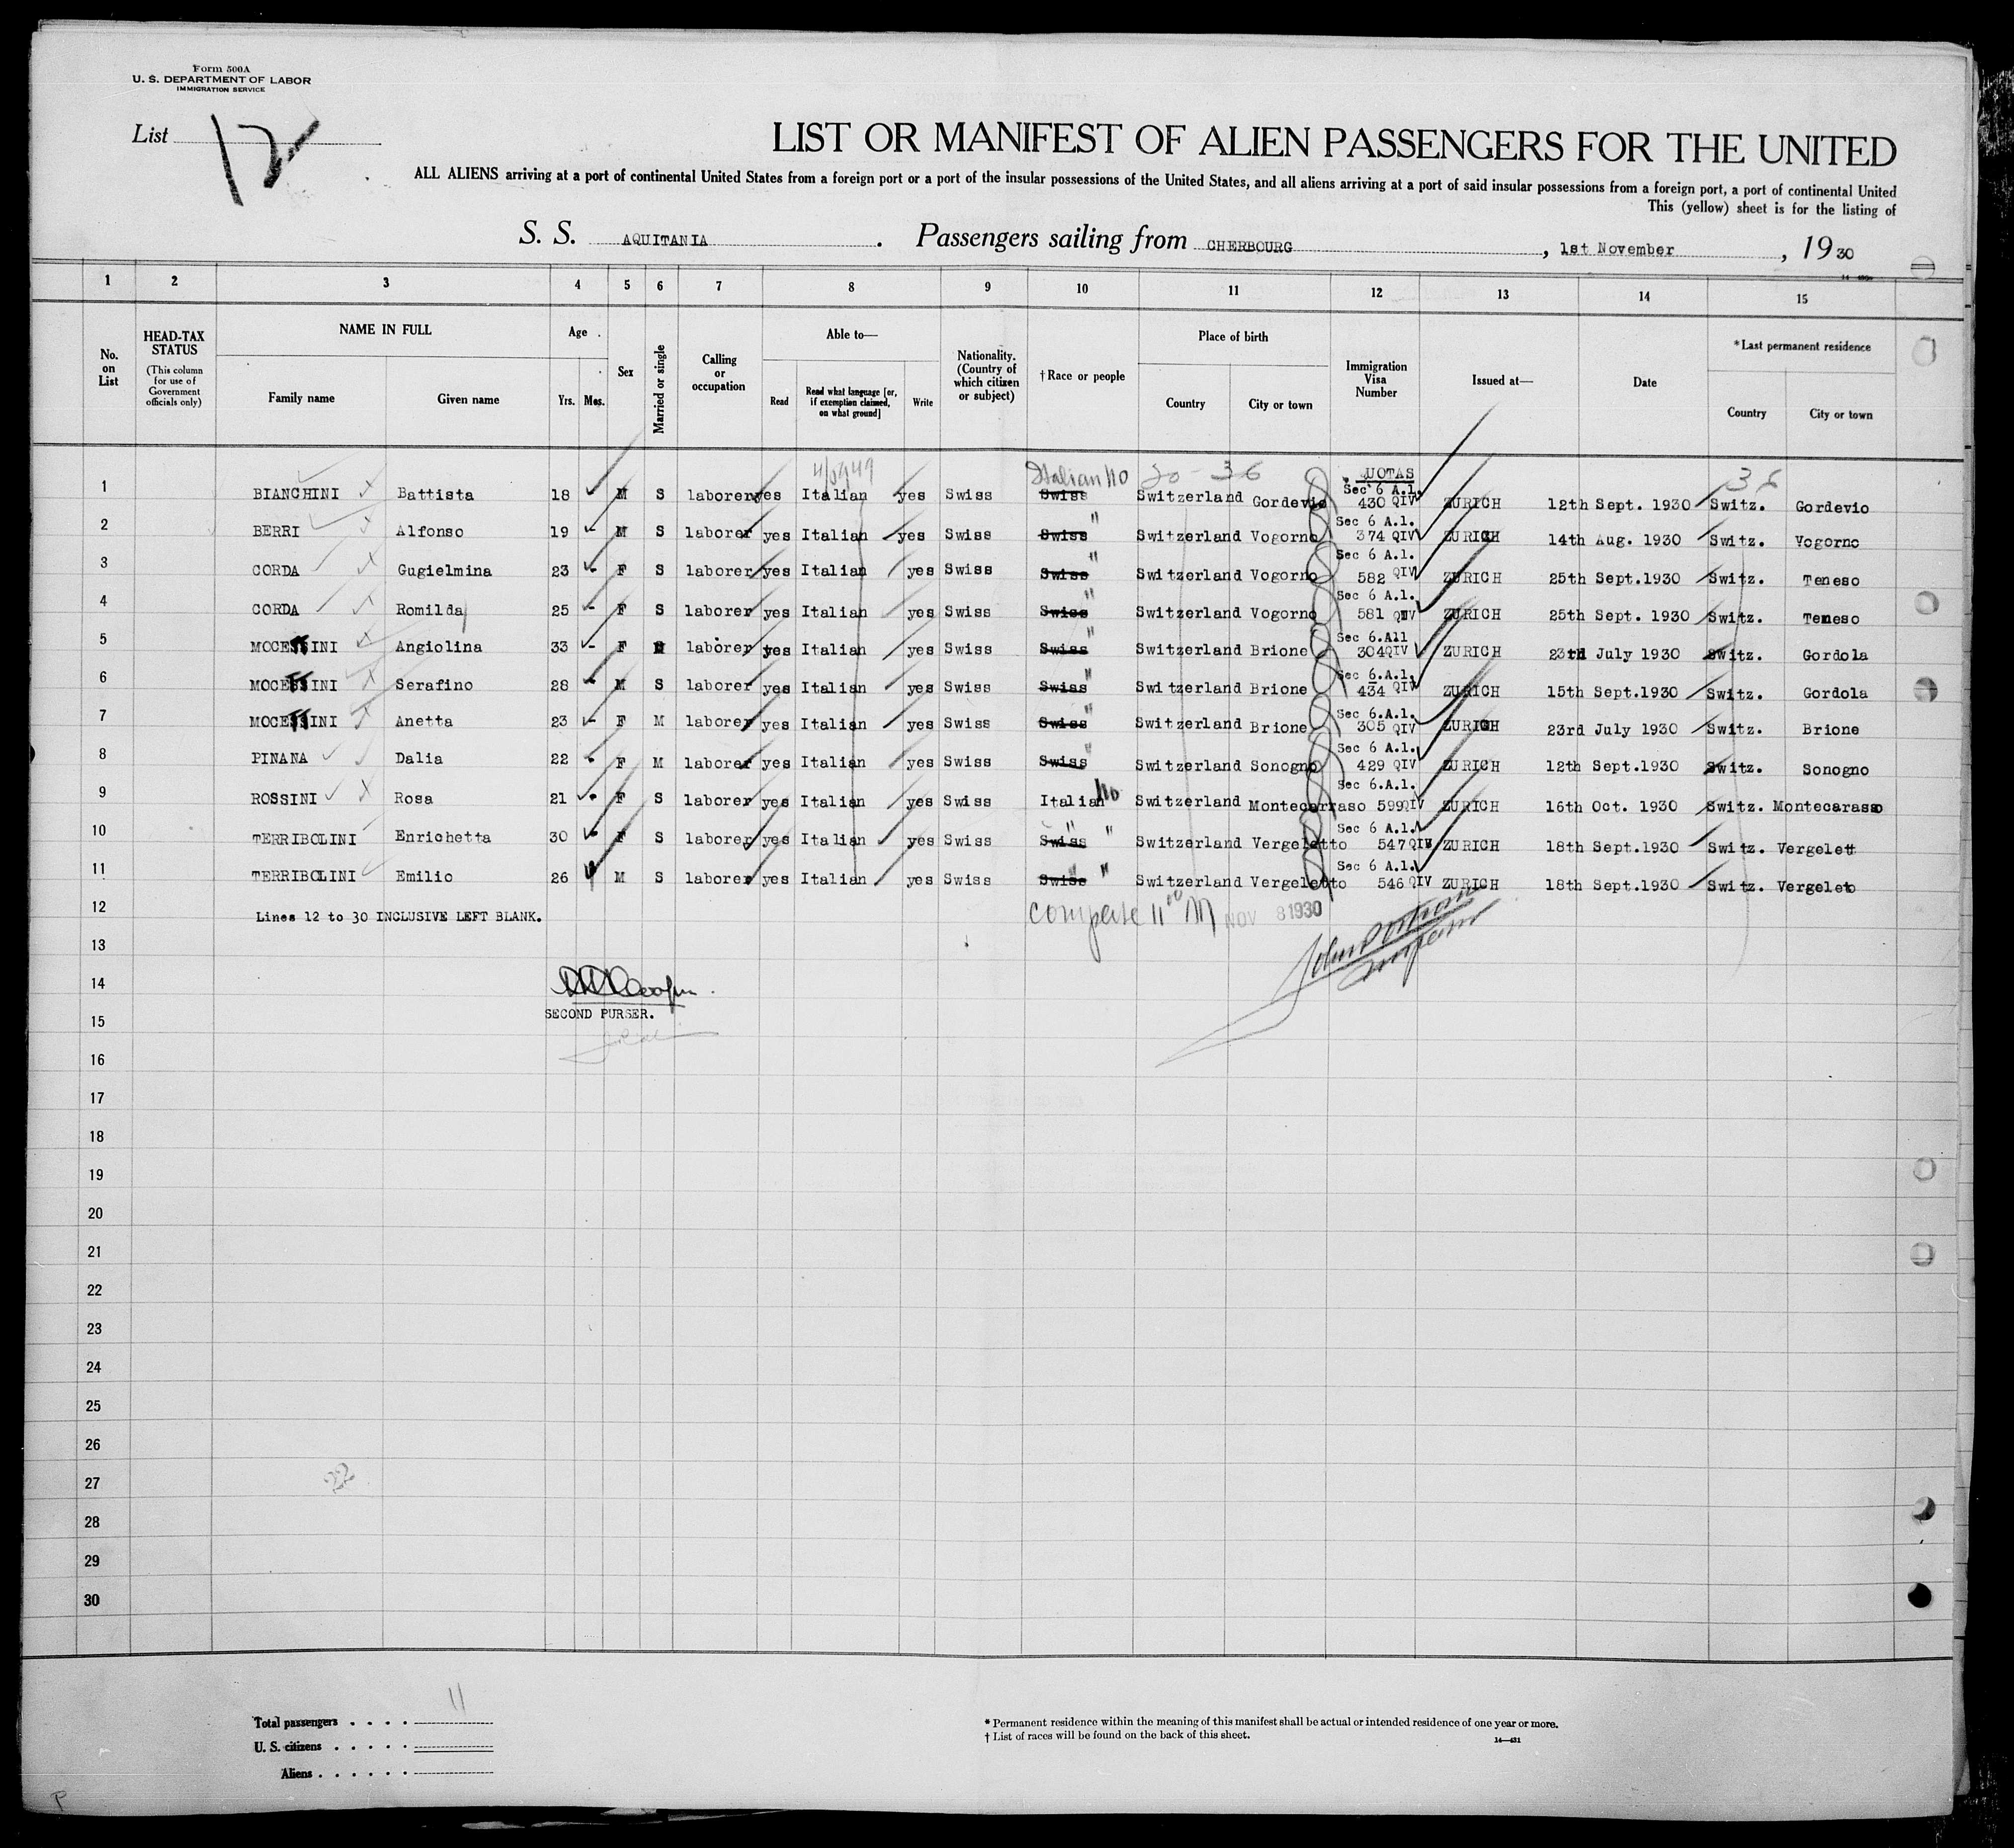 Form 500A
U. S. DEPARTMENT OF LABOR
IMMIGRATION SERVICE
List 12
LIST OR MANIFEST OF ALIEN PASSENGERS FOR THE UNITED
ALL ALIENS arriving at a port of continental United States from a foreign port or a port of the insular possessions of the United States, and all aliens arriving at a port of said insular possessions from a foreign port, a port of continental United
This (yellow) sheet is for the listing of
S. S. AQUITANIA. Passengers sailing from CHERBOURG, 1st November, 1930
1 2 3 4 5 6 7 8 9 10 11 12 13 14 15
No. on List
HEAD-TAX STATUS
(This column for use of Government officials only)
NAME IN FULL
Family name
Given name
Age
Yrs. Mos.
Sex
Married or single
Calling or occupation
Able to—
Read
Read what language [or, if exemption claimed, on what ground]
Write
Nationality. (Country of which citizen or subject)
† Race or people
Place of birth
Country
City or town
Immigration Visa Number
Issued at—
Date
*Last permanent residence
Country
City or town
Italian no 20 - 36 QUOTAS 36
1 BIANCHINI Battista 18 M S laborer yes Italian yes Swiss Swiss Switzerland Gordevio Sec 6 A.1. 430 QIV ZURICH 12th Sept. 1930 Switz. Gordevio
2 BERRI Alfonso 19 - M S laborer yes Italian yes Swiss Swiss " Switzerland Vogorno Sec 6 A.1. 374 QIV ZURICH 14th Aug. 1930 Switz. Vogorno
3 CORDA Gugielmina 23 - F S laborer yes Italian yes Swiss Swiss " Switzerland Vogorno Sec 6 A.1. 582 QIV ZURICH 25th Sept.1930 Switz. Teneso
4 CORDA Romilda 25 - F S laborer yes Italian yes Swiss Swiss " Switzerland Vogorno Sec 6 A.1. 581 QIV ZURICH 25th Sept. 1930 Switz. Teneso
5 MOCETTINI Angiolina 33 - F laborer yes Italian yes Swiss Swiss " Switzerland Brione Sec 6.A11 304QIV ZURICH 23rd July 1930 Switz. Gordola
6 MOCETTINI Serafino 28 - M S laborer yes Italian yes Swiss Swiss " Switzerland Brione Sec 6.A.1. 434 QIV ZURICH 15th Sept.1930 Switz. Gordola
7 MOCETTINI Anetta 23 - F M laborer yes Italian yes Swiss Swiss " Switzerland Brione Sec 6.A.1. 305 QIV ZURICH 23rd July 1930 Switz. Brione
8 PINANA Dalia 22 - F M laborer yes Italian yes Swiss Swiss " Switzerland Sonogno Sec 6 A.1. 429 QIV ZURICH 12th Sept.1930 Switz. Sonogno
9 ROSSINI Rosa 21 - F S laborer yes Italian yes Swiss Italian no Switzerland Montecarraso Sec 6.A.1. 599QIV ZURICH 16th Oct. 1930 Switz. Montecarasso
10 TERRIBOLINI Enrichetta 30 - F S laborer yes Italian yes Swiss Swiss " Switzerland Vergeletto Sec 6 A.1. 547QIV ZURICH 18th Sept.1930 Switz. Vergelett
11 TERRIBOLINI Emilio 26 M S laborer yes Italian yes Swiss Swiss " Switzerland Vergeletto Sec 6 A.1. 546 QIV ZURICH 18th Sept.1930 Switz. Vergeleto
12 Lines 12 to 30 INCLUSIVE LEFT BLANK. NOV 8 1930
13
14
SECOND PURSER.
15
16
17
18
19
20
21
22
23
24
25
26
27 22
28
29
30
Total passengers . . . . 11
U. S. citizens . . . . .
Aliens . . . . . .
* Permanent residence within the meaning of this manifest shall be actual or intended residence of one year or more.
† List of races will be found on the back of this sheet.
14—431